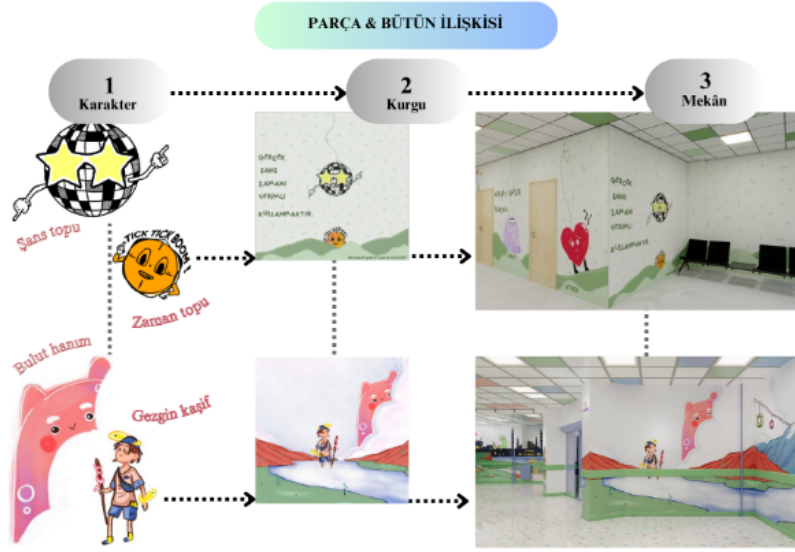 PARÇA & BÜTÜN İLİŞKİSİ
1
Karakter
2
Kurgu
3
Mekân
Şans topu
TICK TICK BOOM!
Zaman topu
GERÇEK
ŞANS
ZAMANI
VERİMLİ
KULLANMAKTIR.
GERÇEK
ŞANS
ZAMANI
VERİMLİ
KULLANMAKTIR.
Bulut hanım
Gezgin kaşif